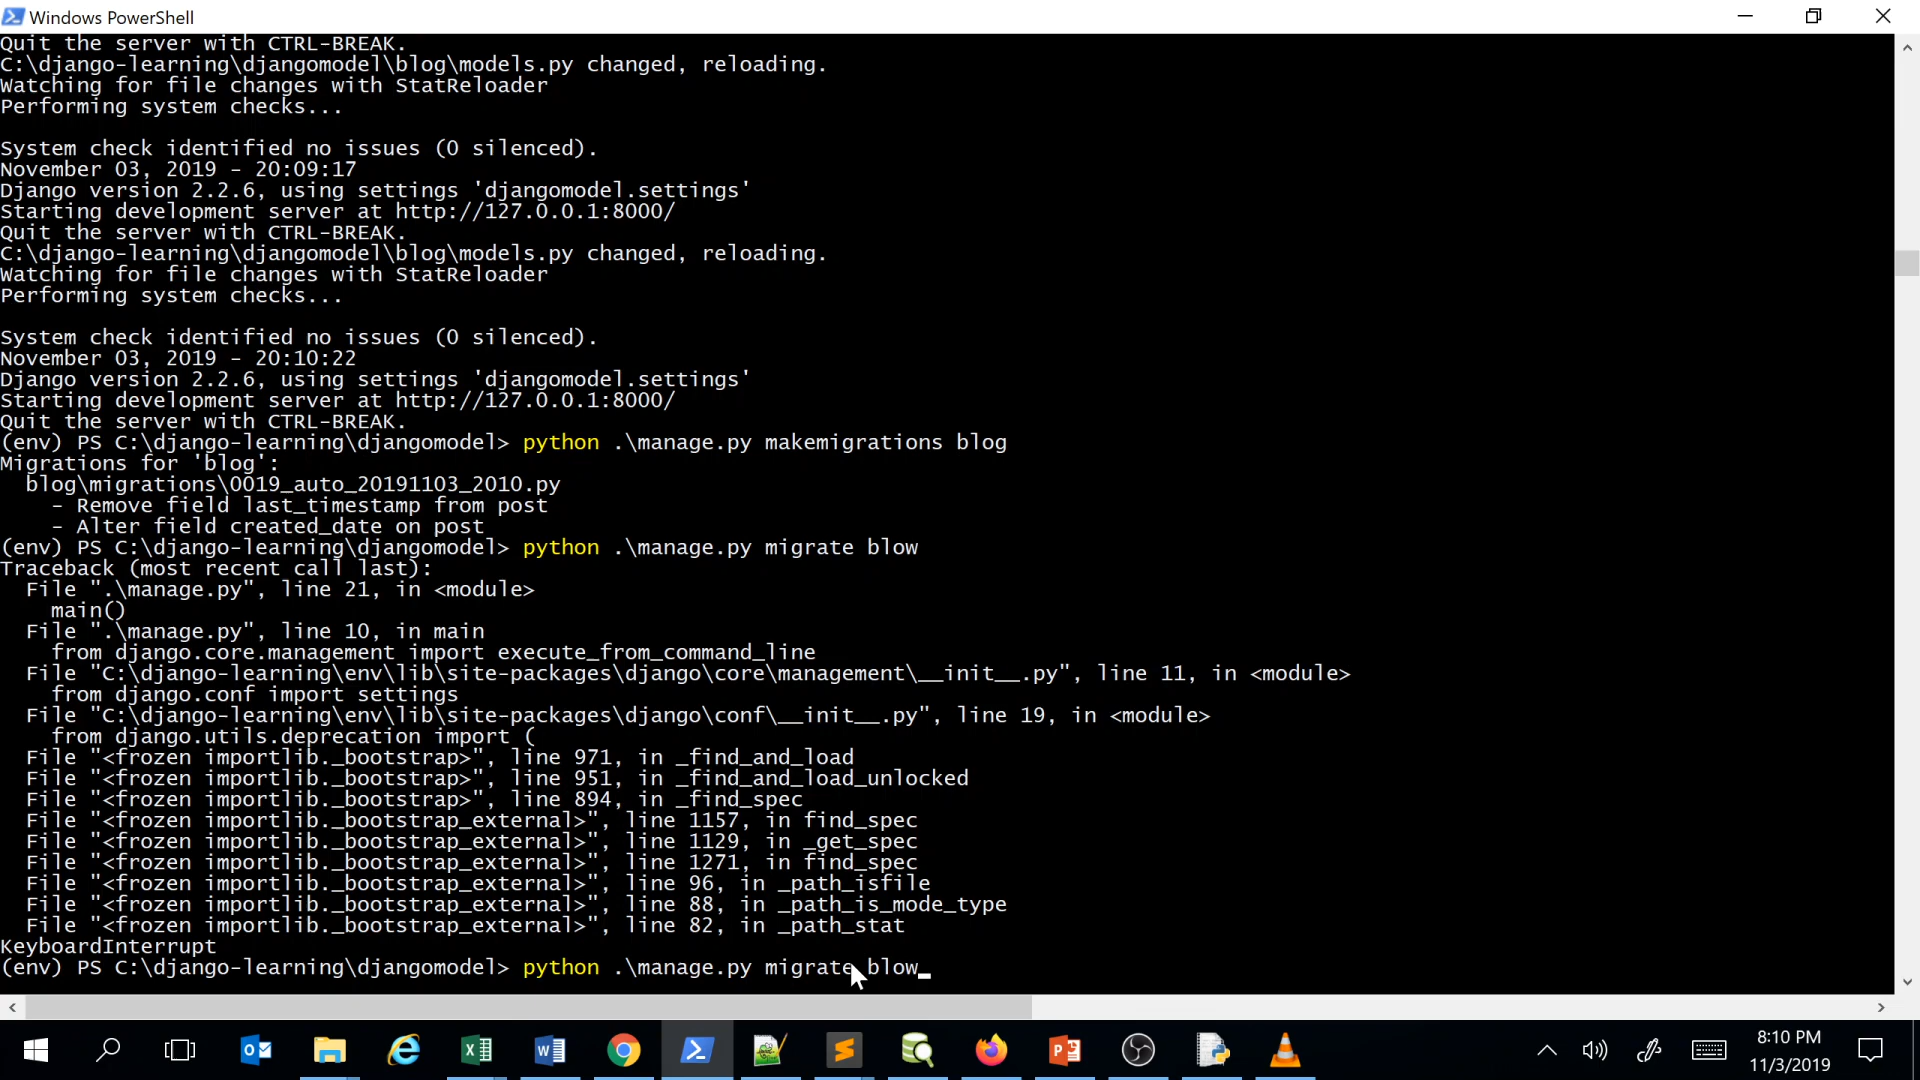 Windows PowerShell
Quit the server with CTRL-BREAK.
C:\django-learning\djangomodel\blog\models.py changed, reloading.
Watching for file changes with StatReloader
Performing system checks...
System check identified no issues (0 silenced).
November 03, 2019 - 20:09:17
Django version 2.2.6, using settings 'djangomodel.settings'
Starting development server at http://127.0.0.1:8000/
Quit the server with CTRL-BREAK.
C:\django-learning\djangomodel\blog\models.py changed, reloading.
Watching for file changes with StatReloader
Performing system checks...
System check identified no issues (0 silenced).
November 03, 2019 - 20:10:22
Django version 2.2.6, using settings 'djangomodel.settings'
Starting development server at http://127.0.0.1:8000/
Quit the server with CTRL-BREAK.
(env) PS C:\django-learning\djangomodel> python .\manage.py makemigrations blog
Migrations for 'blog':
  blog\migrations\0019_auto_20191103_2010.py
    - Remove field last_timestamp from post
    - Alter field created_date on post
(env) PS C:\django-learning\djangomodel> python .\manage.py migrate blow
Traceback (most recent call last):
  File ".\manage.py", line 21, in <module>
    main()
  File ".\manage.py", line 10, in main
    from django.core.management import execute_from_command_line
  File "C:\django-learning\env\lib\site-packages\django\core\management\__init__.py", line 11, in <module>
    from django.conf import settings
  File "C:\django-learning\env\lib\site-packages\django\conf\__init__.py", line 19, in <module>
    from django.utils.deprecation import (
  File "<frozen importlib._bootstrap>", line 971, in _find_and_load
  File "<frozen importlib._bootstrap>", line 951, in _find_and_load_unlocked
  File "<frozen importlib._bootstrap>", line 894, in _find_spec
  File "<frozen importlib._bootstrap_external>", line 1157, in find_spec
  File "<frozen importlib._bootstrap_external>", line 1129, in _get_spec
  File "<frozen importlib._bootstrap_external>", line 1271, in find_spec
  File "<frozen importlib._bootstrap_external>", line 96, in _path_isfile
  File "<frozen importlib._bootstrap_external>", line 88, in _path_is_mode_type
  File "<frozen importlib._bootstrap_external>", line 82, in _path_stat
KeyboardInterrupt
(env) PS C:\django-learning\djangomodel> python .\manage.py migrate blow_
8:10 PM
11/3/2019